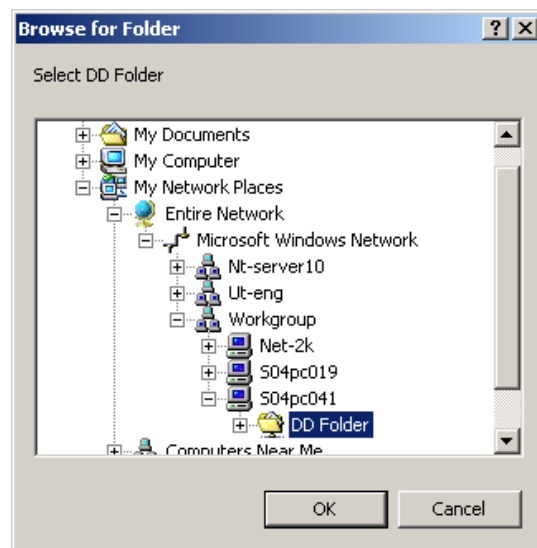 Browse for Folder
Select DD Folder
My Documents
My Computer
My Network Places
Entire Network
Microsoft Windows Network
Nt-server10
Ut-eng
Workgroup
Net-2k
S04pc019
S04pc041
DD Folder
Computers Near Me
OK Cancel